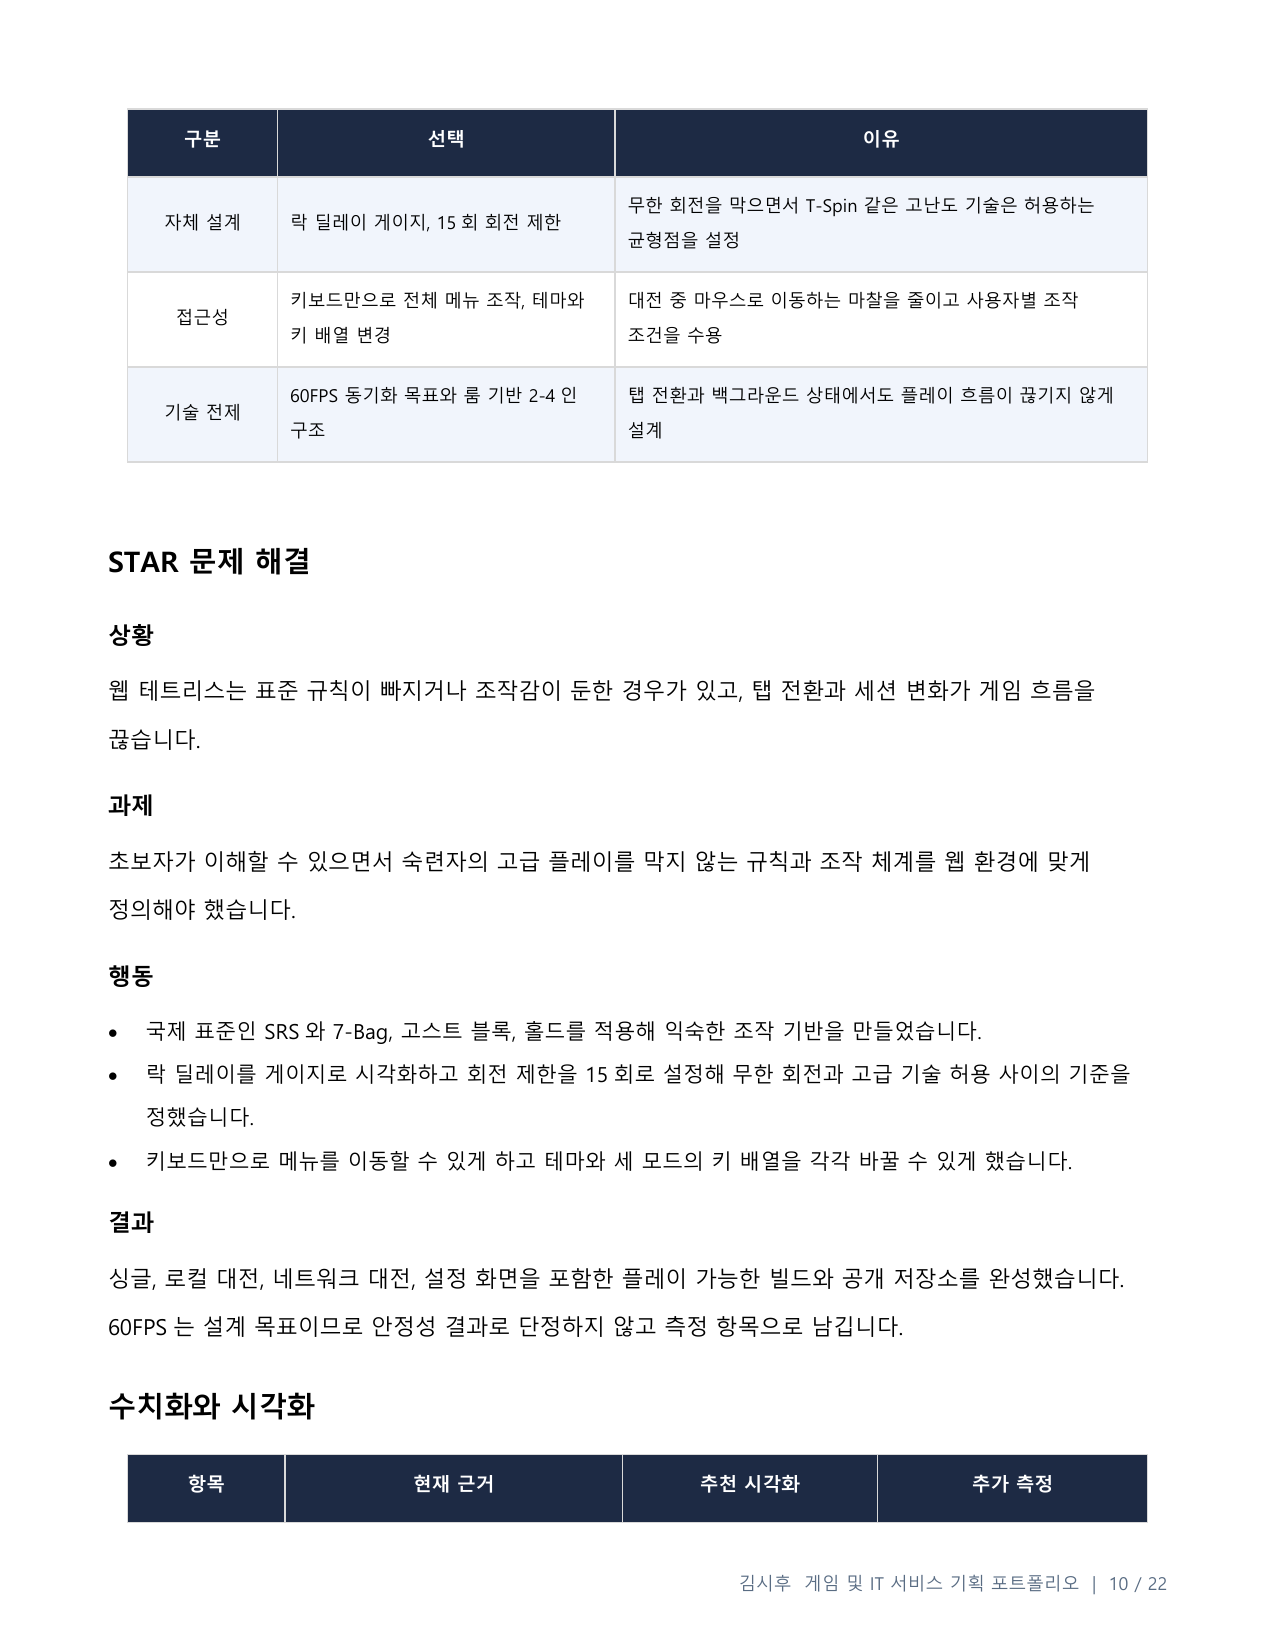 구분 선택 이유
자체 설계 락 딜레이 게이지, 15 회 회전 제한 무한 회전을 막으면서 T-Spin 같은 고난도 기술은 허용하는
균형점을 설정
접근성 키보드만으로 전체 메뉴 조작, 테마와 대전 중 마우스로 이동하는 마찰을 줄이고 사용자별 조작
키 배열 변경 조건을 수용
기술 전제 60FPS 동기화 목표와 룸 기반 2-4 인 탭 전환과 백그라운드 상태에서도 플레이 흐름이 끊기지 않게
구조 설계
STAR 문제 해결
상황
웹 테트리스는 표준 규칙이 빠지거나 조작감이 둔한 경우가 있고, 탭 전환과 세션 변화가 게임 흐름을
끊습니다.
과제
초보자가 이해할 수 있으면서 숙련자의 고급 플레이를 막지 않는 규칙과 조작 체계를 웹 환경에 맞게
정의해야 했습니다.
행동
• 국제 표준인 SRS 와 7-Bag, 고스트 블록, 홀드를 적용해 익숙한 조작 기반을 만들었습니다.
• 락 딜레이를 게이지로 시각화하고 회전 제한을 15 회로 설정해 무한 회전과 고급 기술 허용 사이의 기준을
정했습니다.
• 키보드만으로 메뉴를 이동할 수 있게 하고 테마와 세 모드의 키 배열을 각각 바꿀 수 있게 했습니다.
결과
싱글, 로컬 대전, 네트워크 대전, 설정 화면을 포함한 플레이 가능한 빌드와 공개 저장소를 완성했습니다.
60FPS 는 설계 목표이므로 안정성 결과로 단정하지 않고 측정 항목으로 남깁니다.
수치화와 시각화
항목 현재 근거 추천 시각화 추가 측정
김시후 게임 및 IT 서비스 기획 포트폴리오 | 10 / 22